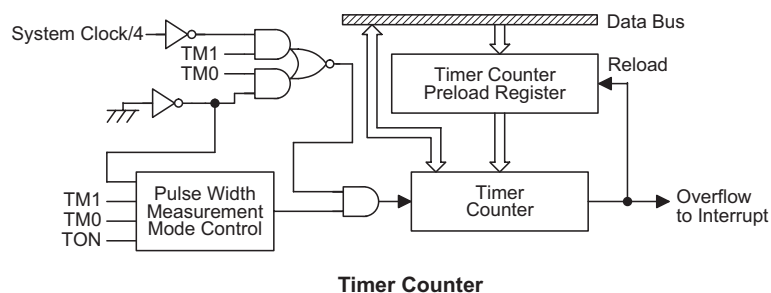 System Clock/4
TM1
TM0
Data Bus
Timer Counter
Preload Register
Reload
TM1
TM0
TON
Pulse Width
Measurement
Mode Control
Timer
Counter
Overflow
to Interrupt
Timer Counter